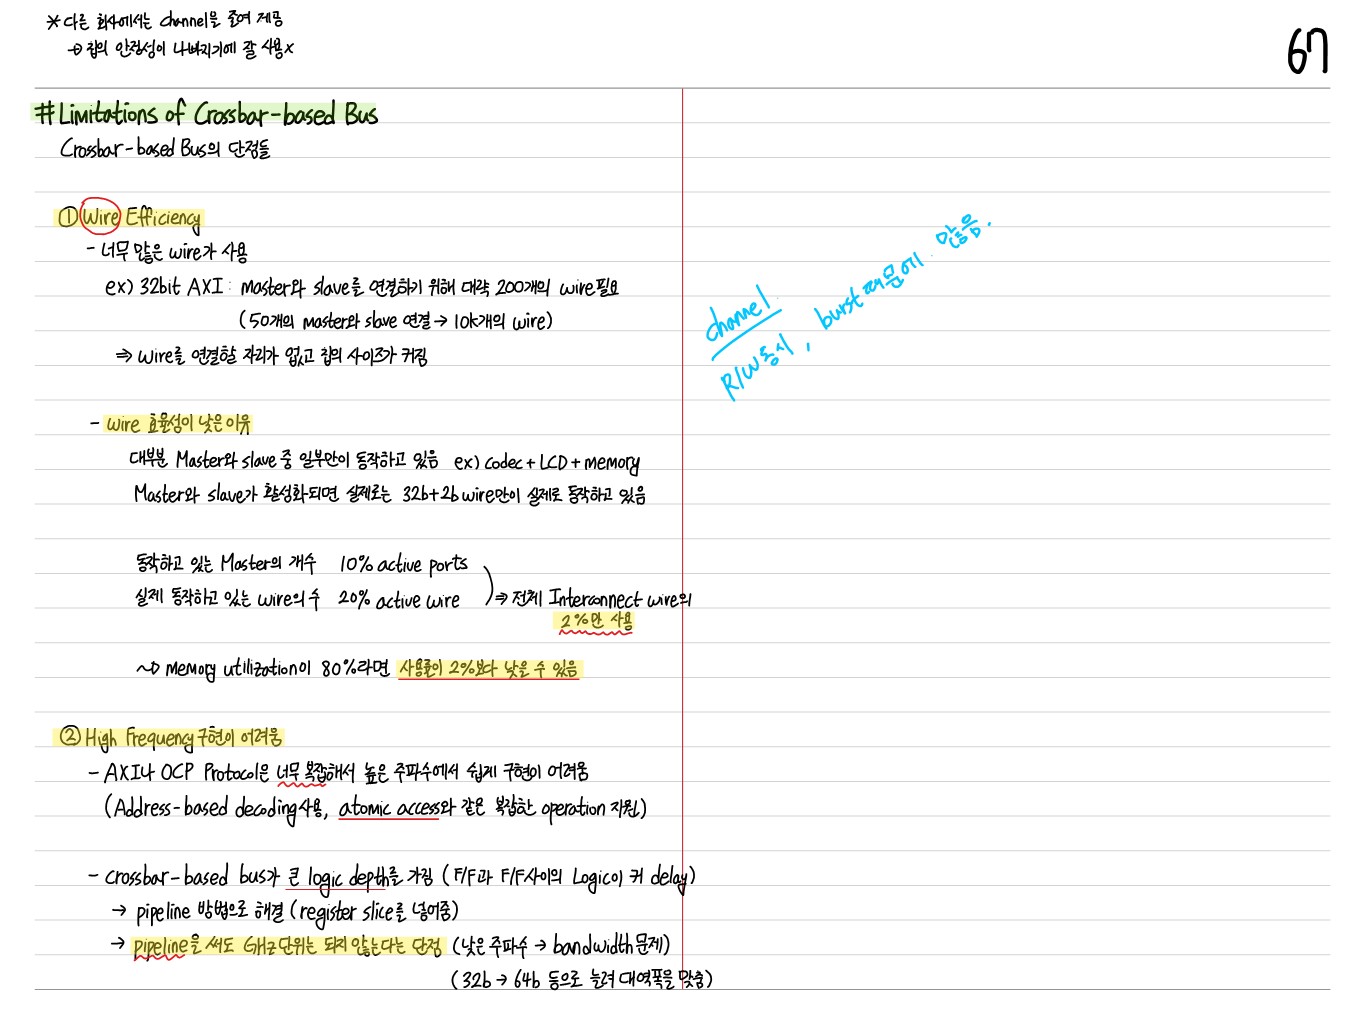 * 다른 회사에서는 channel을 줄여 제공
→ 칩의 안정성이 나빠지기에 잘 사용x
67
# Limitations of Crossbar-based Bus
Crossbar-based Bus의 단점들
① Wire Efficiency
- 너무 많은 wire가 사용
ex) 32bit AXI : master와 slave를 연결하기 위해 대략 200개의 wire 필요
(50개의 master와 slave 연결 → 10k개의 wire)
⇒ wire를 연결할 자리가 없고 칩의 사이즈가 커짐
channel
R/W 동시, burst 때문에 많음.
- wire 효율성이 낮은 이유
대부분 Master와 slave 중 일부만이 동작하고 있음 ex) codec + LCD + memory
Master와 slave가 활성화되면 실제로는 32b+2b wire만이 실제로 동작하고 있음
동작하고 있는 Master의 개수 10% active ports
실제 동작하고 있는 wire의 수 20% active wire ⇒ 전체 Interconnect wire의
2%만 사용
~> memory utilization이 80%라면 사용률이 2%보다 낮을 수 있음
② High Frequency 구현이 어려움
- AXI나 OCP Protocol은 너무 복잡해서 높은 주파수에서 쉽게 구현이 어려움
(Address-based decoding사용, atomic access와 같은 복잡한 operation 지원)
- crossbar-based bus가 큰 logic depth를 가짐 (F/F과 F/F사이의 Logic이 커 delay)
→ pipeline 방법으로 해결 (register slice를 넣어줌)
→ pipeline을 써도 GHz단위는 되지 않는다는 단점 (낮은 주파수 → bandwidth 문제)
(32b → 64b 등으로 늘려 대역폭을 맞춤)